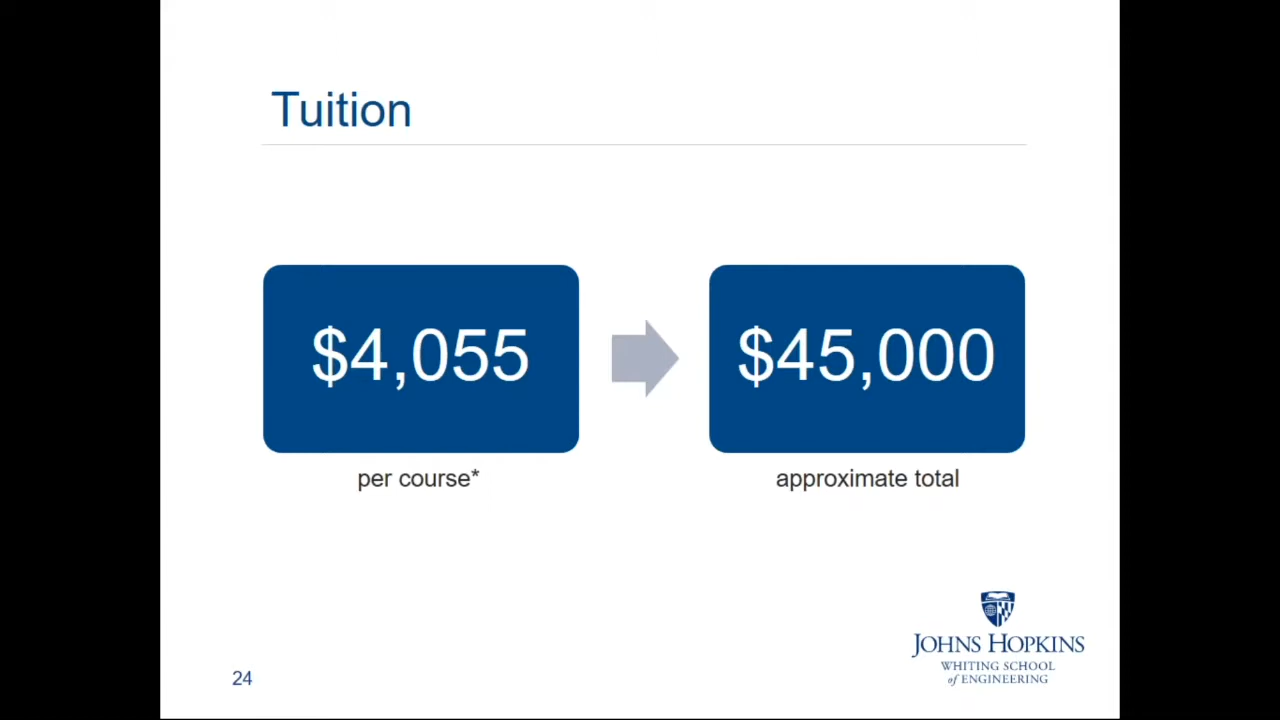 Tuition
$4,055
$45,000
per course*
approximate total
JOHNS HOPKINS
WHITING SCHOOL
of ENGINEERING
24